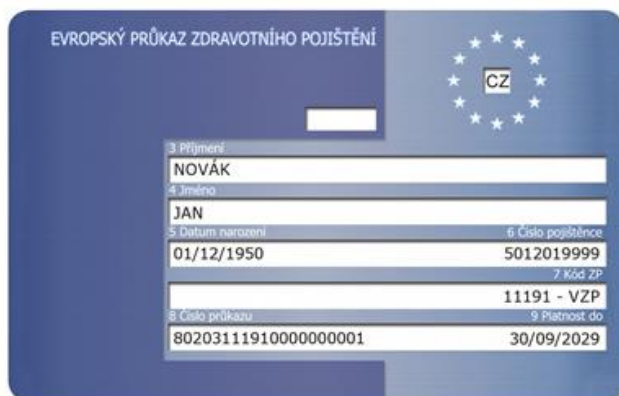 EVROPSKÝ PRŮKAZ ZDRAVOTNÍHO POJIŠTĚNÍ
CZ
3 Příjmení
NOVÁK
4 Jméno
JAN
5 Datum narození 6 Číslo pojištěnce
01/12/1950 5012019999
7 Kód ZP
11191 - VZP
8 Číslo průkazu 9 Platnost do
80203111910000000001 30/09/2029